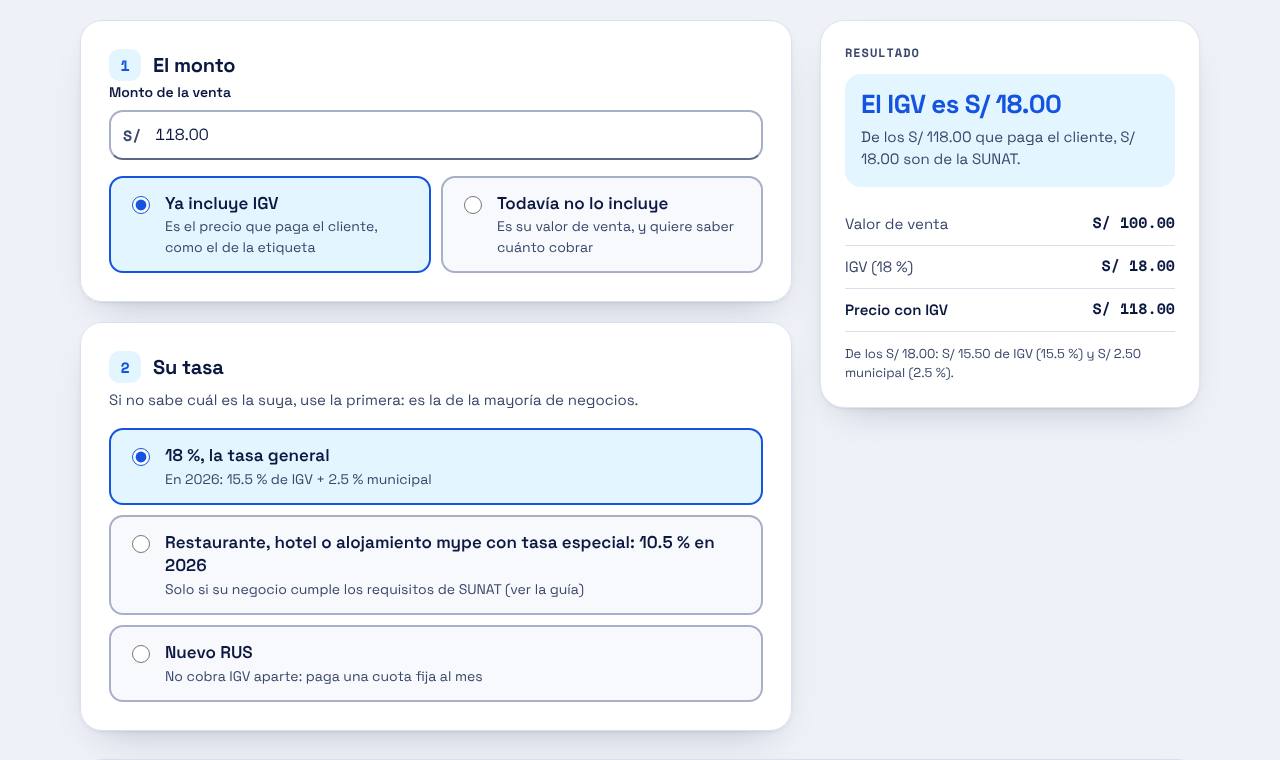 1 El monto
Monto de la venta
S/ 118.00
Ya incluye IGV
Es el precio que paga el cliente,
como el de la etiqueta
Todavía no lo incluye
Es su valor de venta, y quiere saber
cuánto cobrar
2 Su tasa
Si no sabe cuál es la suya, use la primera: es la de la mayoría de negocios.
18 %, la tasa general
En 2026: 15.5 % de IGV + 2.5 % municipal
Restaurante, hotel o alojamiento mype con tasa especial: 10.5 % en
2026
Solo si su negocio cumple los requisitos de SUNAT (ver la guía)
Nuevo RUS
No cobra IGV aparte: paga una cuota fija al mes
RESULTADO
El IGV es S/ 18.00
De los S/ 118.00 que paga el cliente, S/
18.00 son de la SUNAT.
Valor de venta S/ 100.00
IGV (18 %) S/ 18.00
Precio con IGV S/ 118.00
De los S/ 18.00: S/ 15.50 de IGV (15.5 %) y S/ 2.50
municipal (2.5 %).